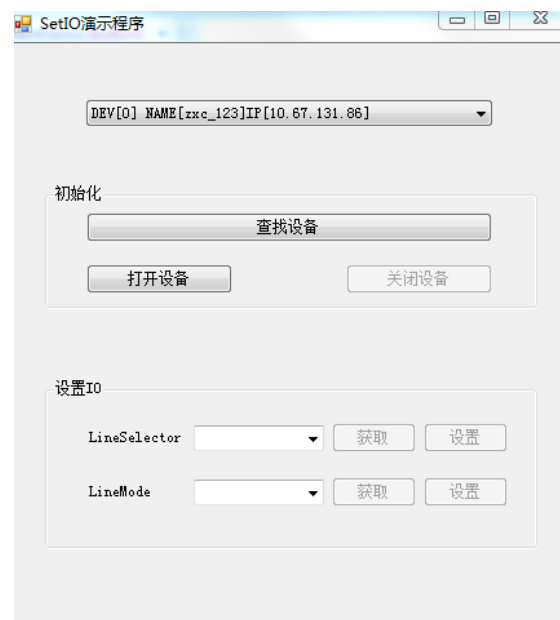 SetIO演示程序
DEV[0] NAME[zxc_123]IP[10.67.131.86]
初始化
查找设备
打开设备 关闭设备
设置IO
LineSelector 获取 设置
LineMode 获取 设置